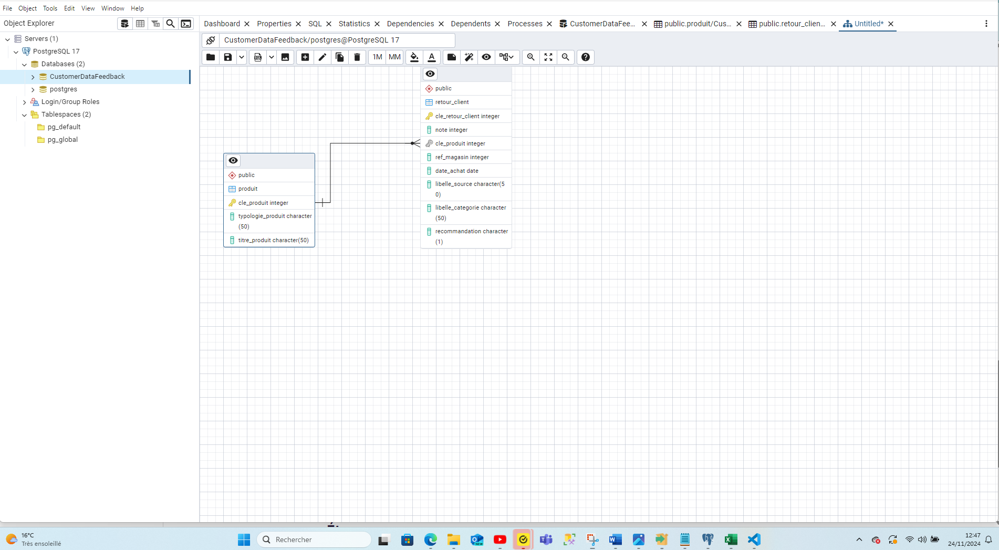 File Object Tools Edit View Window Help
Object Explorer
Dashboard Properties SQL Statistics Dependencies Dependents Processes CustomerDataFee... public.produit/Cus... public.retour_clien... Untitled*
CustomerDataFeedback/postgres@PostgreSQL 17
SQL 1M MM
Servers (1)
PostgreSQL 17
Databases (2)
CustomerDataFeedback
postgres
Login/Group Roles
Tablespaces (2)
pg_default
pg_global
public
produit
cle_produit integer
typologie_produit character
(50)
titre_produit character(50)
public
retour_client
cle_retour_client integer
note integer
cle_produit integer
ref_magasin integer
date_achat date
libelle_source character(5
0)
libelle_categorie character
(50)
recommandation character
(1)
16°C
Très ensoleillé
Rechercher
12:47
24/11/2024